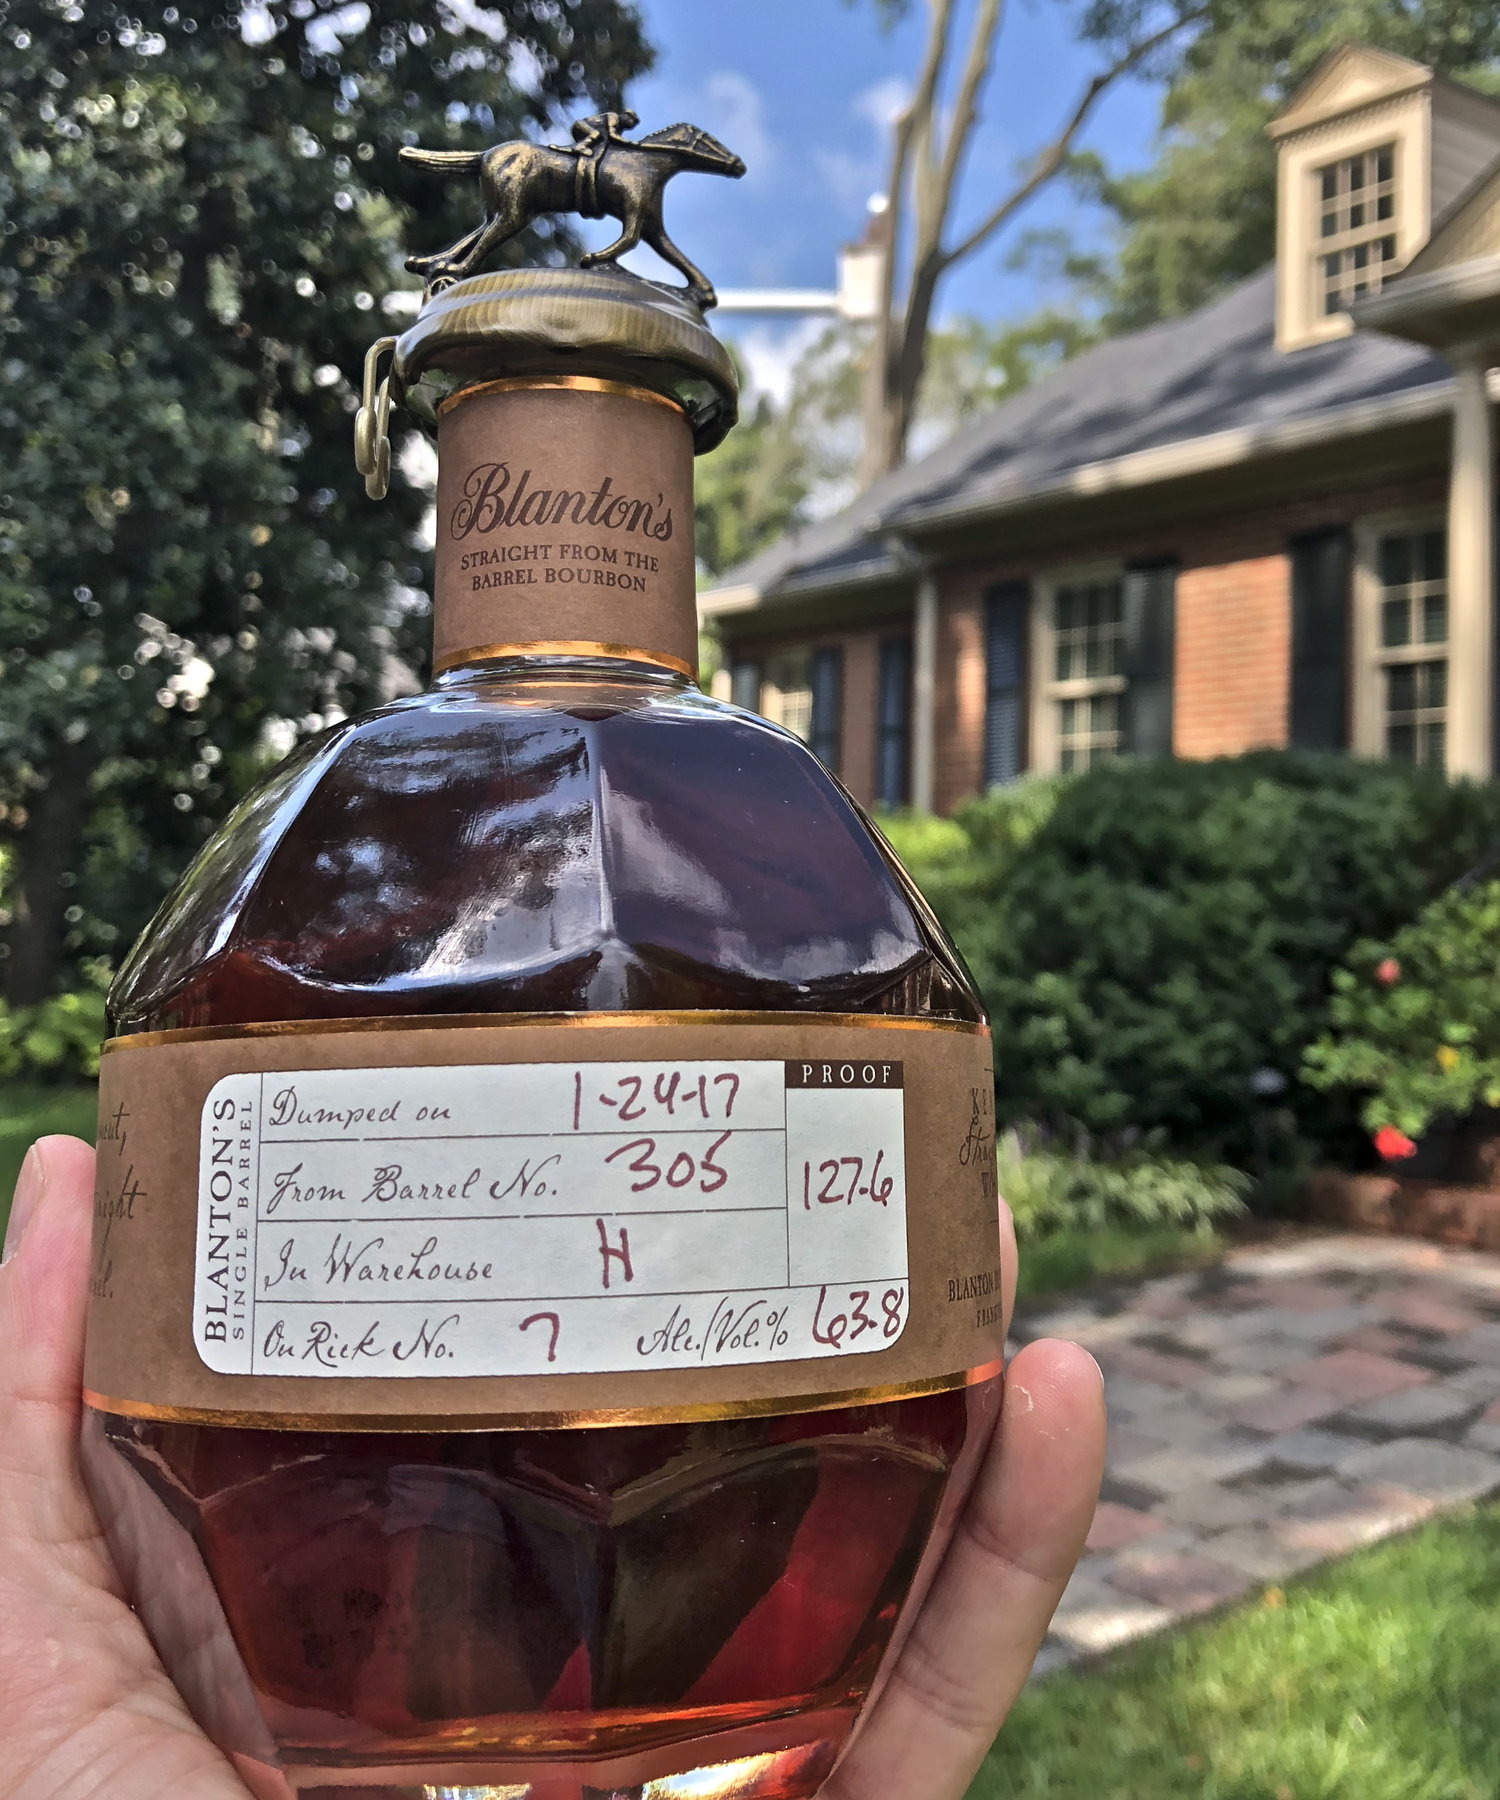 Blanton's
STRAIGHT FROM THE
BARREL BOURBON
BLANTON'S
SINGLE BARREL
Dumped on 1-24-17
From Barrel No. 305
In Warehouse H
On Rick No. 7 Alc./Vol.% 63.8
PROOF
127.6
BLANTON